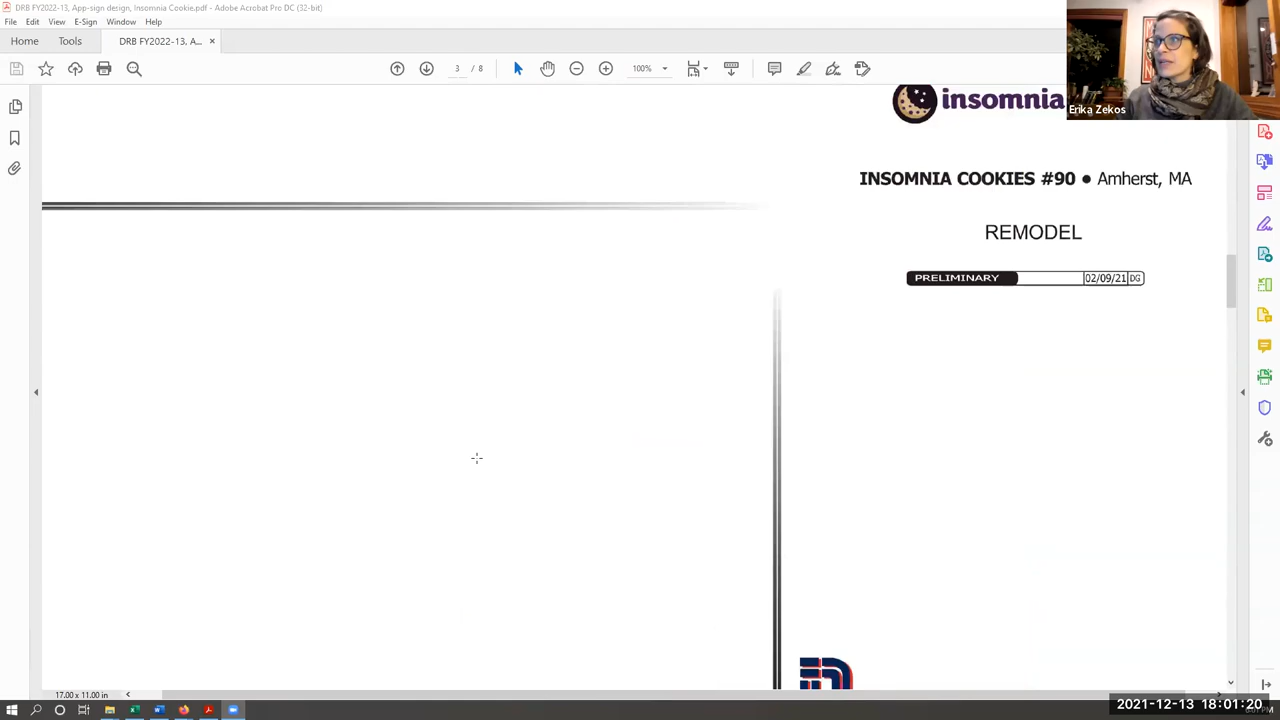 DRB FY2022-13, App-sign design, Insomnia Cookie.pdf - Adobe Acrobat Pro DC (32-bit)
File Edit View E-Sign Window Help
Home Tools DRB FY2022-13, A... ×
/ 8 100%
insomnia
Erika Zekos
INSOMNIA COOKIES #90 • Amherst, MA
REMODEL
PRELIMINARY 02/09/21 DG
17.00 x 11.00 in
2021-12-13 18:01:20